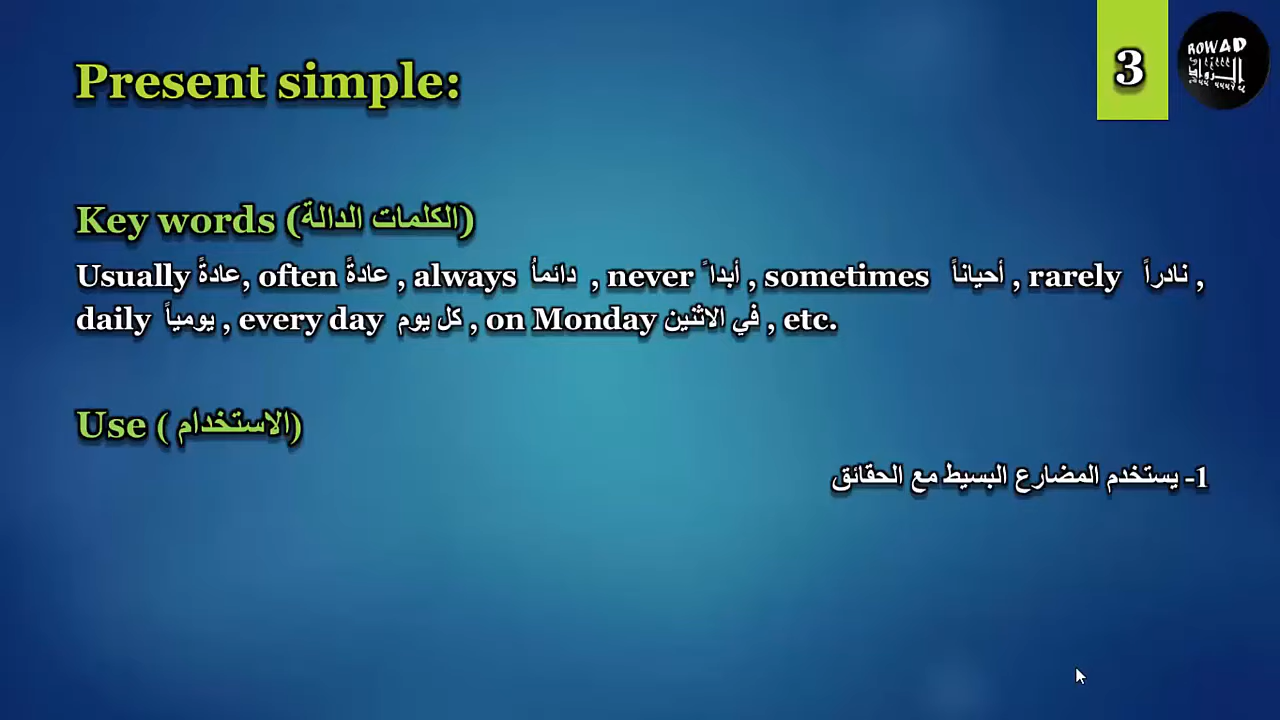 Present simple:
3
ROWAD
الرواد
Key words (الكلمات الدالة)
Usually عادةً, often عادةً , always دائماُ , never أبدا ً , sometimes أحياناً , rarely نادراً ,
daily يومياً , every day كل يوم , on Monday في الاثنين , etc.
Use ( الاستخدام)
1- يستخدم المضارع البسيط مع الحقائق